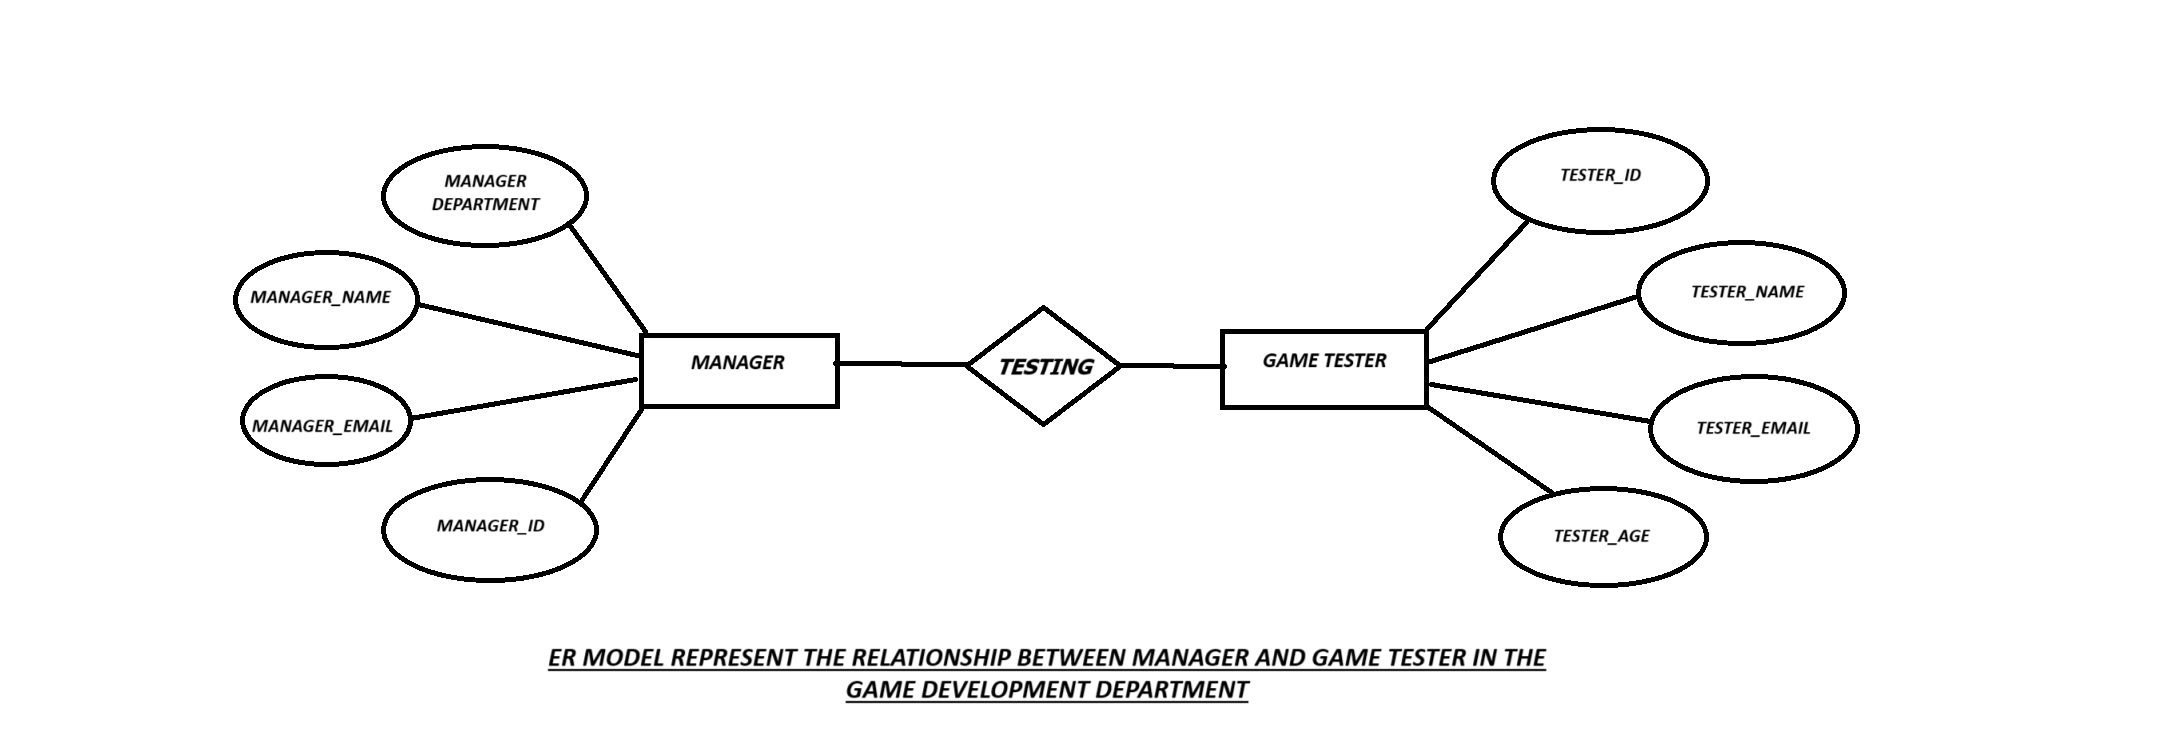 MANAGER
DEPARTMENT
MANAGER_NAME
MANAGER_EMAIL
MANAGER_ID
MANAGER
TESTING
GAME TESTER
TESTER_ID
TESTER_NAME
TESTER_EMAIL
TESTER_AGE
ER MODEL REPRESENT THE RELATIONSHIP BETWEEN MANAGER AND GAME TESTER IN THE
GAME DEVELOPMENT DEPARTMENT